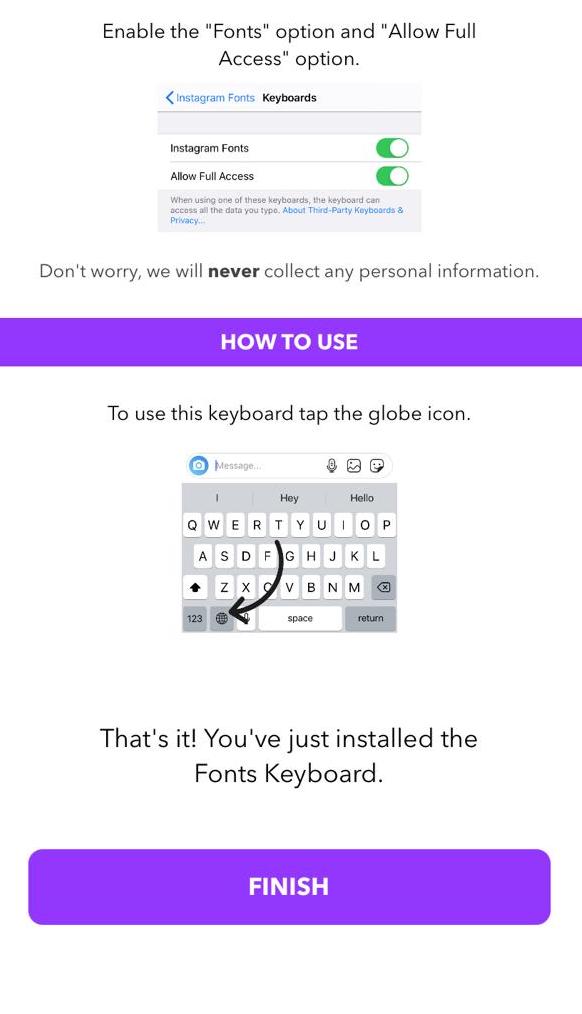 Enable the "Fonts" option and "Allow Full
Access" option.
Instagram Fonts Keyboards
Instagram Fonts
Allow Full Access
When using one of these keyboards, the keyboard can
access all the data you type. About Third-Party Keyboards &
Privacy...
Don't worry, we will never collect any personal information.
HOW TO USE
To use this keyboard tap the globe icon.
Message...
I Hey Hello
Q W E R T Y U I O P
A S D F G H J K L
Z X C V B N M
123 space return
That's it! You've just installed the
Fonts Keyboard.
FINISH